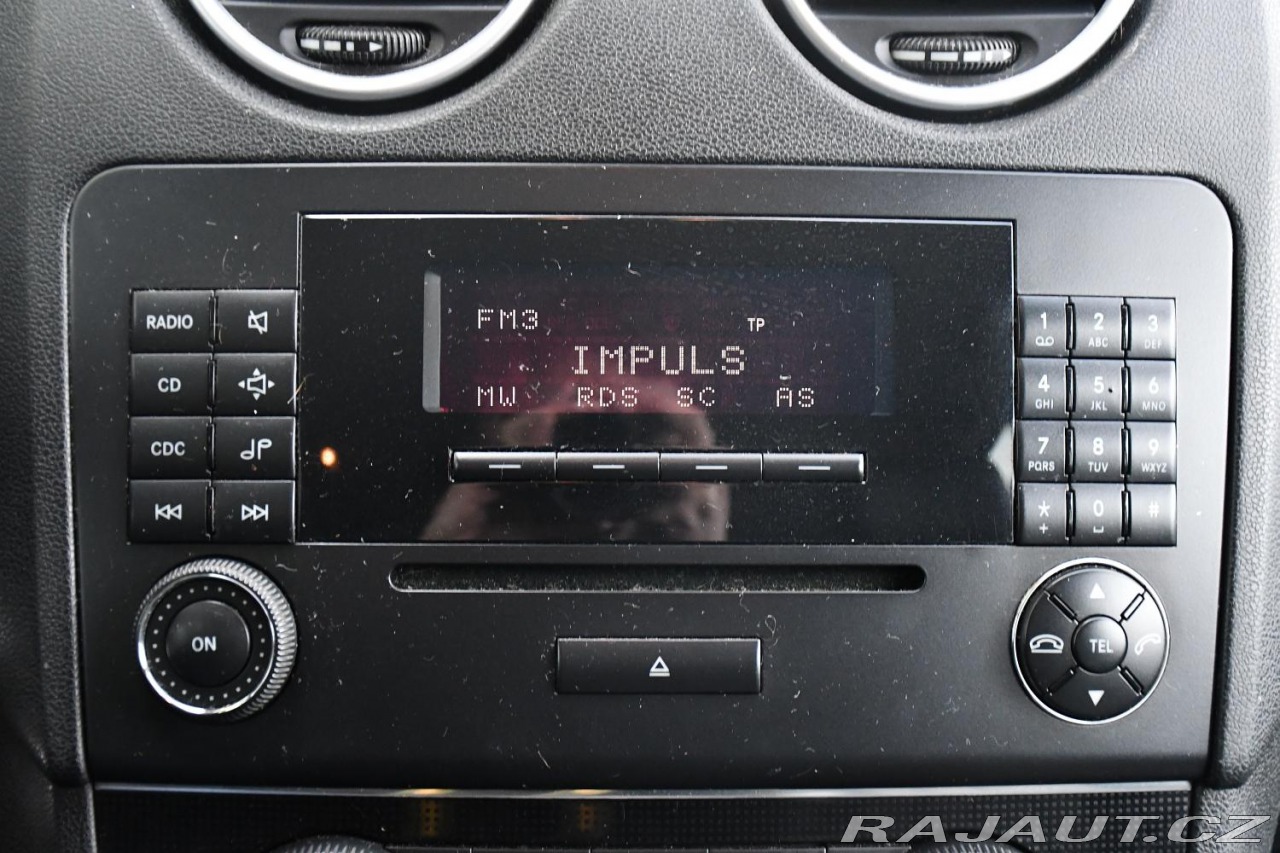 FM3 TP
IMPULS
MW RDS SC AS
RADIO
CD
CDC
ON
1 2 ABC 3 DEF
4 GHI 5 JKL 6 MNO
7 PQRS 8 TUV 9 WXYZ
* + 0 #
TEL
RAJAUT.CZ